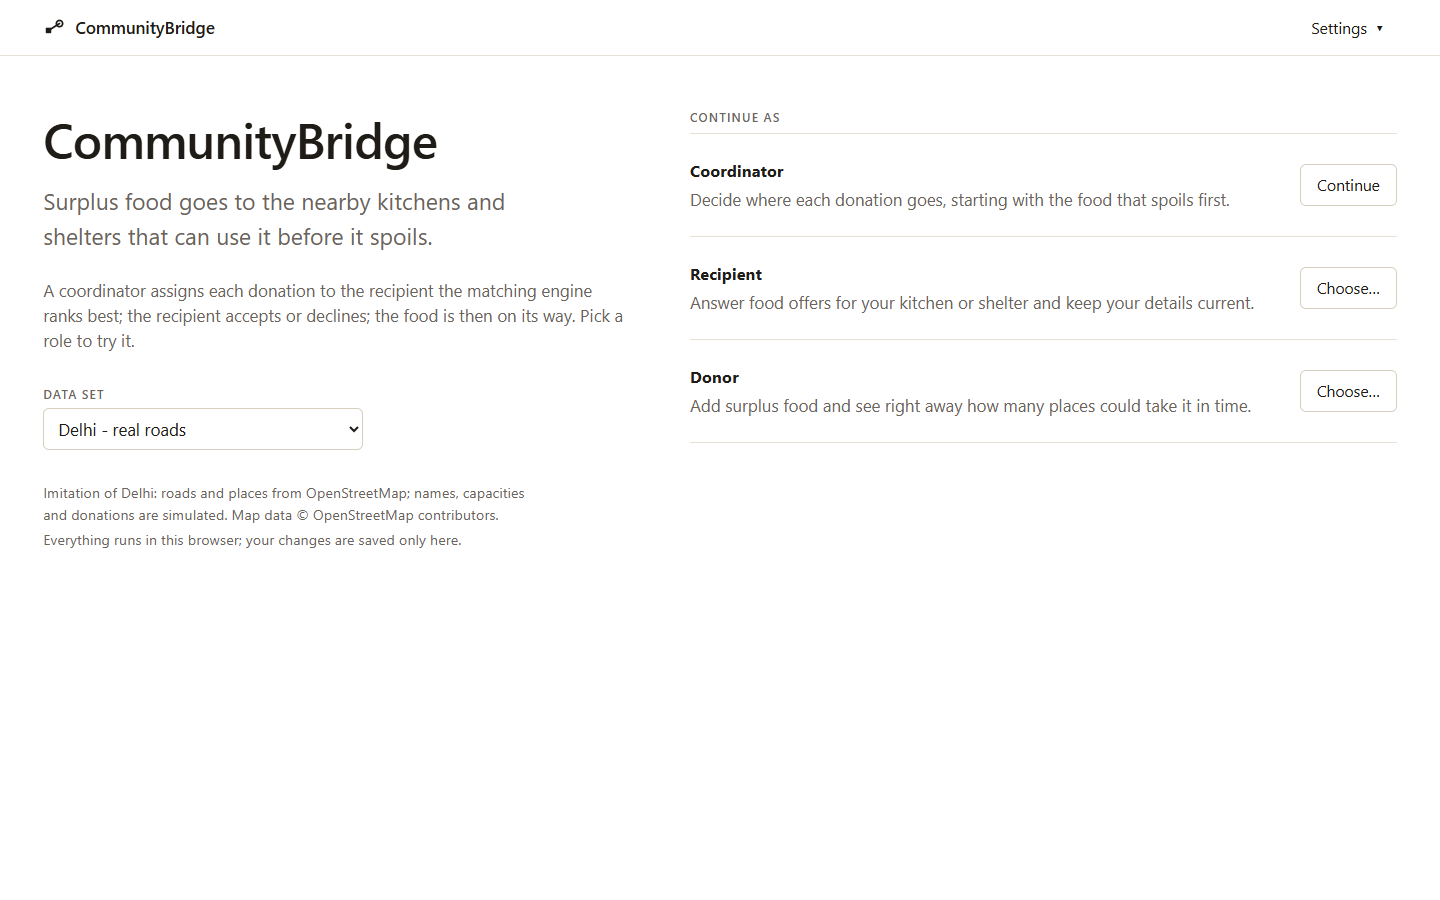 CommunityBridge
Settings ▼
CommunityBridge
Surplus food goes to the nearby kitchens and
shelters that can use it before it spoils.
A coordinator assigns each donation to the recipient the matching engine
ranks best; the recipient accepts or declines; the food is then on its way. Pick a
role to try it.
DATA SET
Delhi - real roads
Imitation of Delhi: roads and places from OpenStreetMap; names, capacities
and donations are simulated. Map data © OpenStreetMap contributors.
Everything runs in this browser; your changes are saved only here.
CONTINUE AS
Coordinator
Decide where each donation goes, starting with the food that spoils first.
Continue
Recipient
Answer food offers for your kitchen or shelter and keep your details current.
Choose...
Donor
Add surplus food and see right away how many places could take it in time.
Choose...